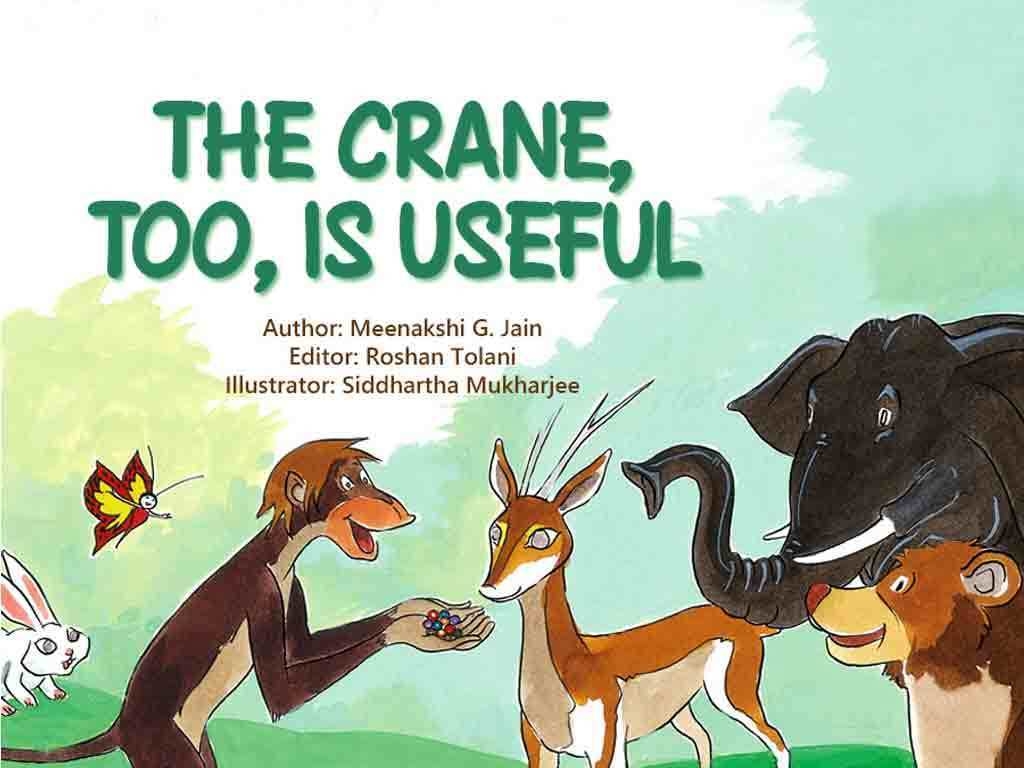 THE CRANE,
TOO, IS USEFUL
Author: Meenakshi G. Jain
Editor: Roshan Tolani
Illustrator: Siddhartha Mukharjee